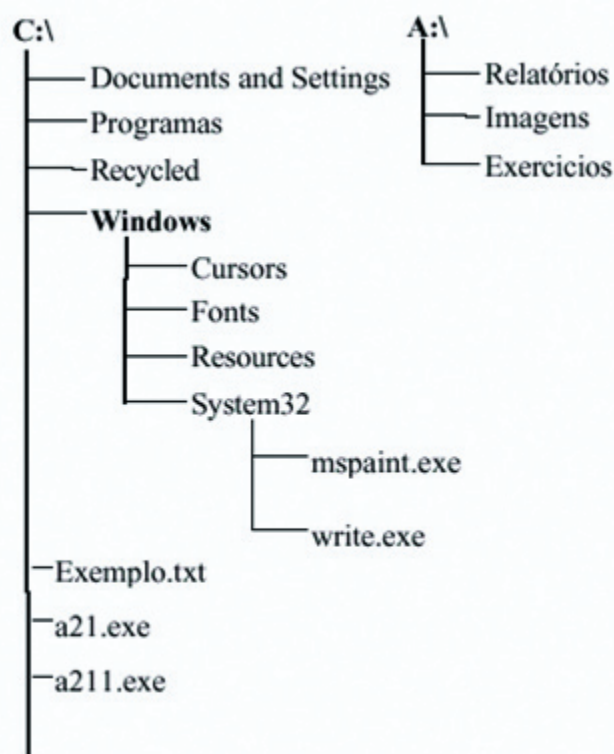 C:\
Documents and Settings
Programas
Recycled
Windows
Cursors
Fonts
Resources
System32
mspaint.exe
write.exe
Exemplo.txt
a21.exe
a211.exe
A:\
Relatórios
Imagens
Exercicios